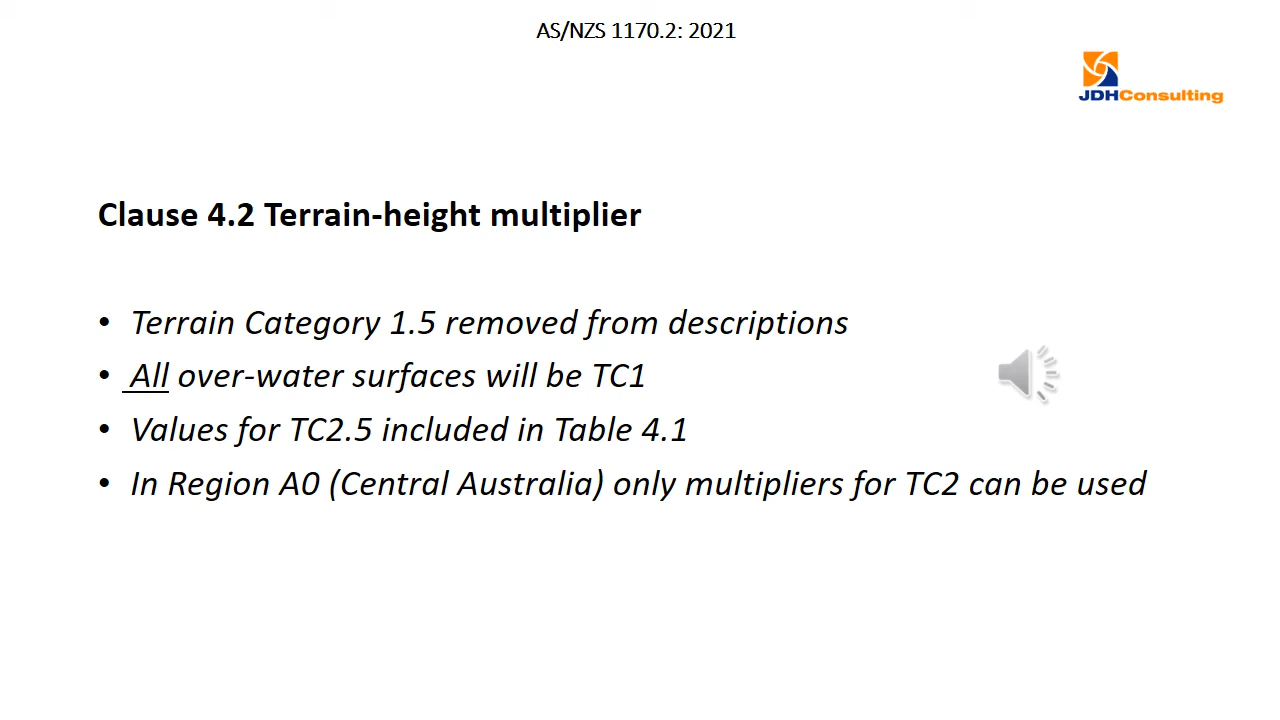 AS/NZS 1170.2: 2021
JDHConsulting
Clause 4.2 Terrain-height multiplier
• Terrain Category 1.5 removed from descriptions
• All over-water surfaces will be TC1
• Values for TC2.5 included in Table 4.1
• In Region A0 (Central Australia) only multipliers for TC2 can be used